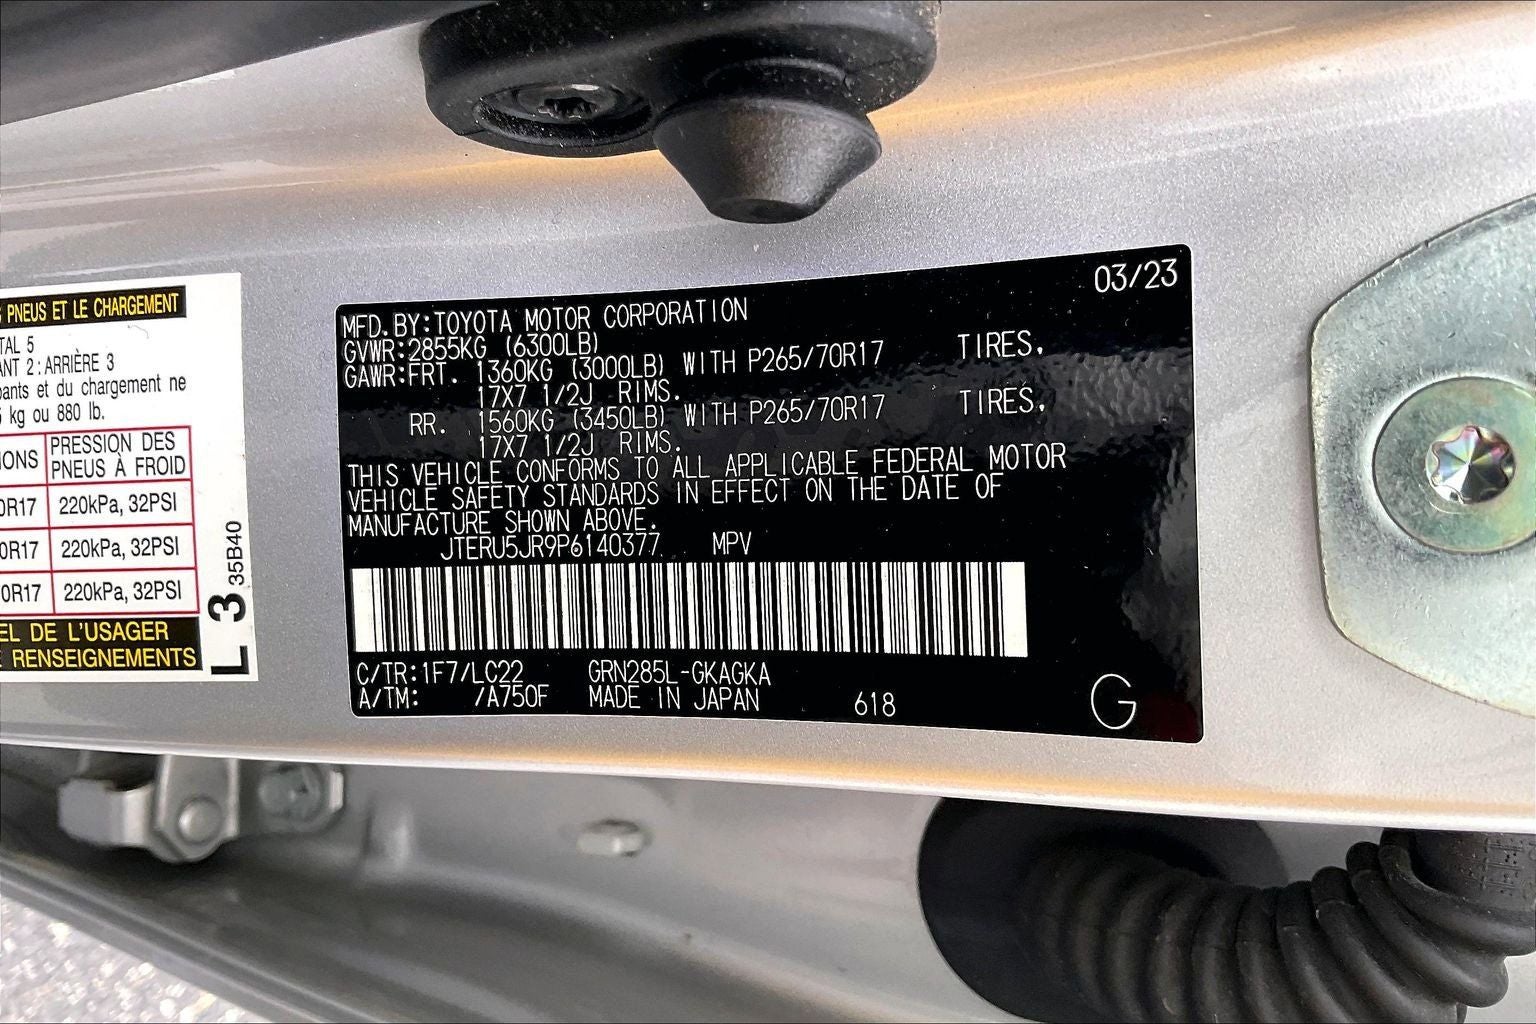 PNEUS ET LE CHARGEMENT
TAL 5
ANT 2 : ARRIÈRE 3
pants et du chargement ne
5 kg ou 880 lb.
IONS PRESSION DES PNEUS À FROID
0R17 220kPa, 32PSI
0R17 220kPa, 32PSI
0R17 220kPa, 32PSI
EL DE L'USAGER
RENSEIGNEMENTS
L 3 35B40
03/23
MFD.BY:TOYOTA MOTOR CORPORATION
GVWR:2855KG (6300LB)
GAWR:FRT. 1360KG (3000LB) WITH P265/70R17 TIRES,
17X7 1/2J RIMS.
RR. 1560KG (3450LB) WITH P265/70R17 TIRES,
17X7 1/2J RIMS.
THIS VEHICLE CONFORMS TO ALL APPLICABLE FEDERAL MOTOR
VEHICLE SAFETY STANDARDS IN EFFECT ON THE DATE OF
MANUFACTURE SHOWN ABOVE.
JTERU5JR9P6140377 MPV
C/TR:1F7/LC22 GRN285L-GKAGKA
A/TM: /A750F MADE IN JAPAN 618
G